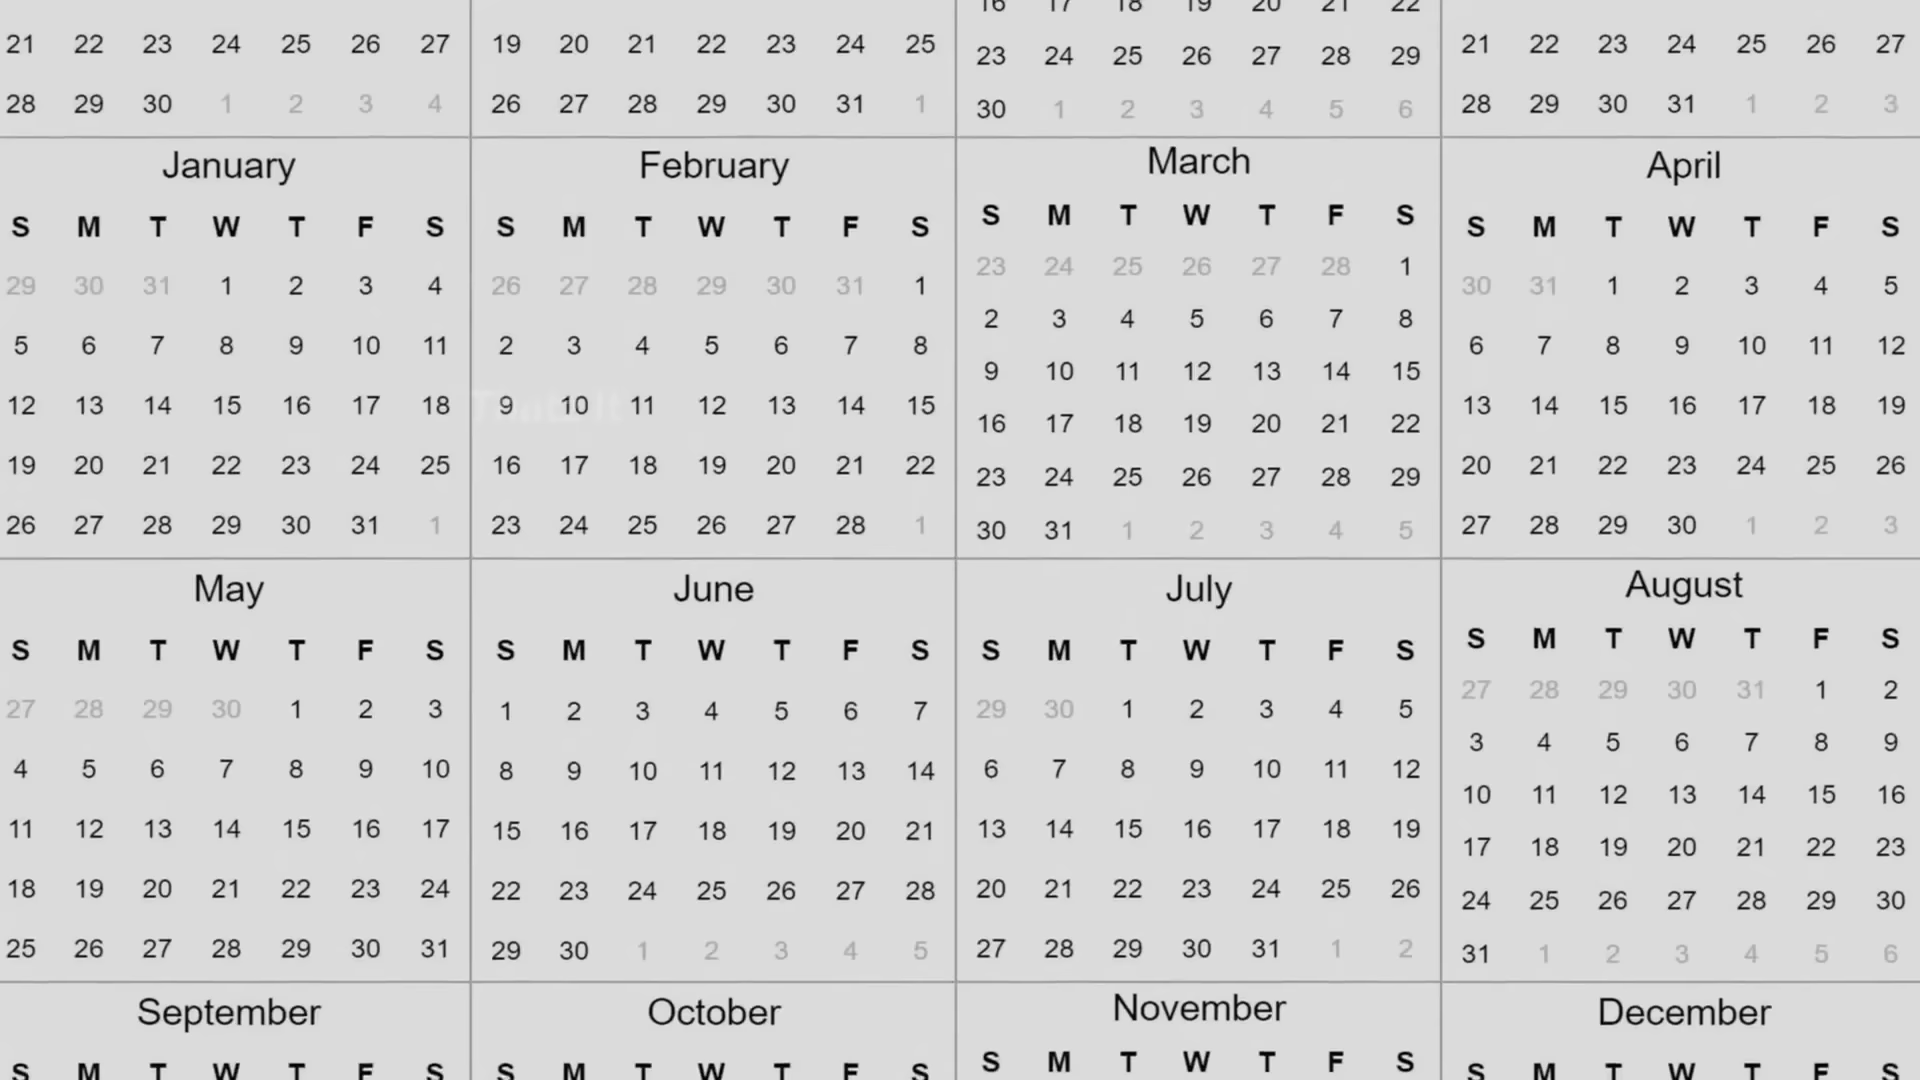 16 17 18 19 20 21 22
21 22 23 24 25 26 27
19 20 21 22 23 24 25
23 24 25 26 27 28 29
21 22 23 24 25 26 27
28 29 30 1 2 3 4
26 27 28 29 30 31 1
30 1 2 3 4 5 6
28 29 30 31 1 2 3
January
S M T W T F S
29 30 31 1 2 3 4
5 6 7 8 9 10 11
12 13 14 15 16 17 18
19 20 21 22 23 24 25
26 27 28 29 30 31 1
February
S M T W T F S
26 27 28 29 30 31 1
2 3 4 5 6 7 8
9 10 11 12 13 14 15
16 17 18 19 20 21 22
23 24 25 26 27 28 1
March
S M T W T F S
23 24 25 26 27 28 1
2 3 4 5 6 7 8
9 10 11 12 13 14 15
16 17 18 19 20 21 22
23 24 25 26 27 28 29
30 31 1 2 3 4 5
April
S M T W T F S
30 31 1 2 3 4 5
6 7 8 9 10 11 12
13 14 15 16 17 18 19
20 21 22 23 24 25 26
27 28 29 30 1 2 3
May
S M T W T F S
27 28 29 30 1 2 3
4 5 6 7 8 9 10
11 12 13 14 15 16 17
18 19 20 21 22 23 24
25 26 27 28 29 30 31
June
S M T W T F S
1 2 3 4 5 6 7
8 9 10 11 12 13 14
15 16 17 18 19 20 21
22 23 24 25 26 27 28
29 30 1 2 3 4 5
July
S M T W T F S
29 30 1 2 3 4 5
6 7 8 9 10 11 12
13 14 15 16 17 18 19
20 21 22 23 24 25 26
27 28 29 30 31 1 2
August
S M T W T F S
27 28 29 30 31 1 2
3 4 5 6 7 8 9
10 11 12 13 14 15 16
17 18 19 20 21 22 23
24 25 26 27 28 29 30
31 1 2 3 4 5 6
September
S M T W T F S
October
S M T W T F S
November
S M T W T F S
December
S M T W T F S